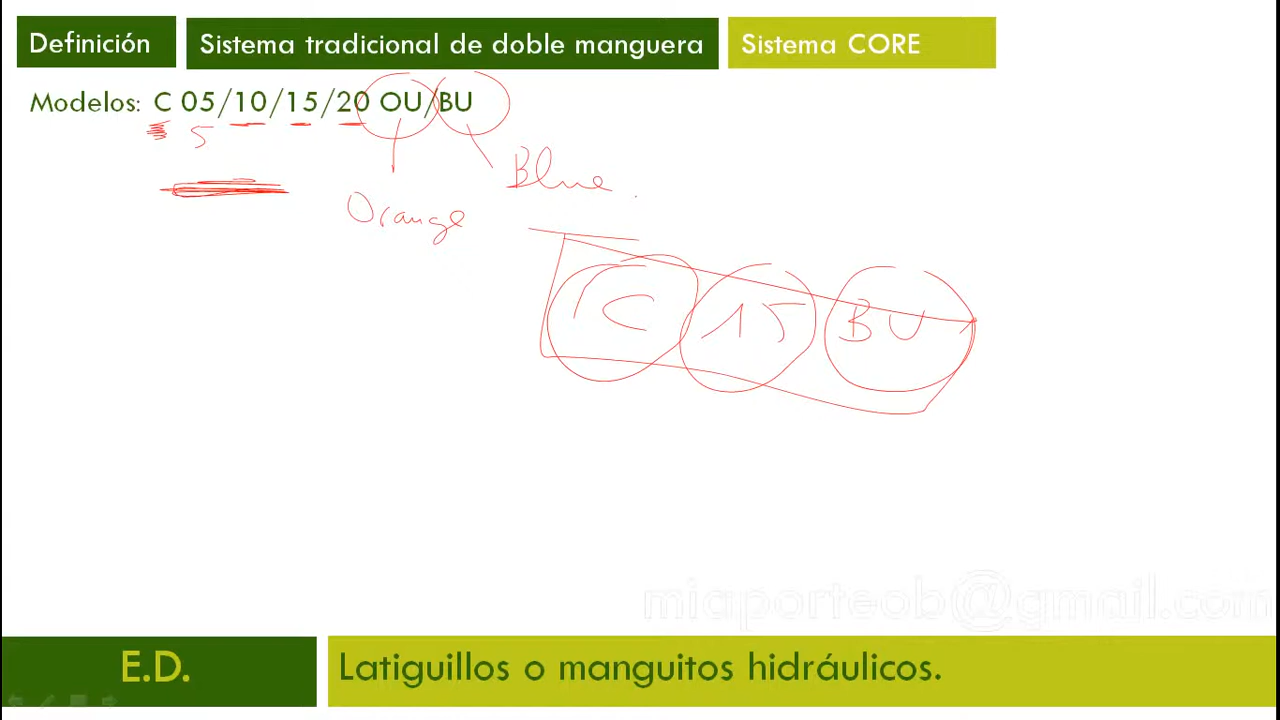 Definición
Sistema tradicional de doble manguera
Sistema CORE
Modelos: C 05/10/15/20 OU/BU
5
Blue
Orange
C 15 BU
miaporteob@gmail.com
E.D.
Latiguillos o manguitos hidráulicos.